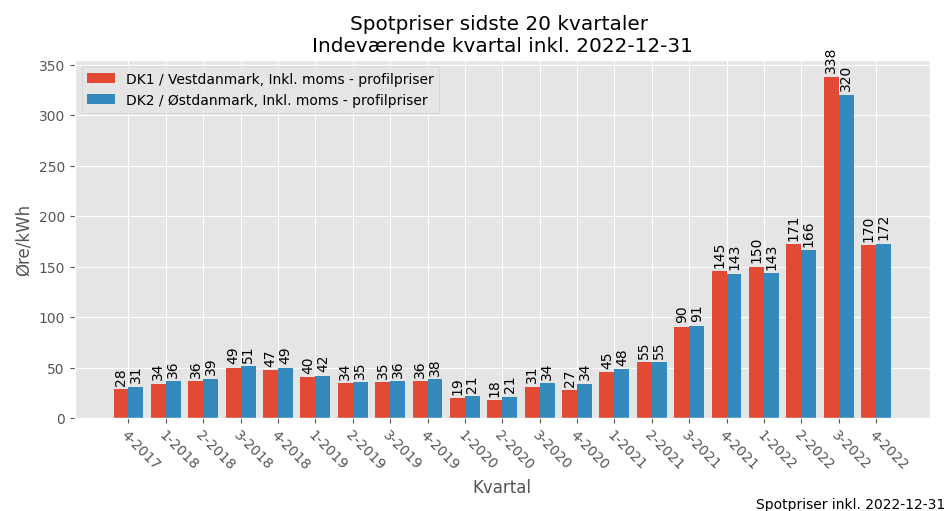 Spotpriser sidste 20 kvartaler
Indeværende kvartal inkl. 2022-12-31
DK1 / Vestdanmark, Inkl. moms - profilpriser
DK2 / Østdanmark, Inkl. moms - profilpriser
Øre/kWh
350
300
250
200
150
100
50
0
28 31 34 36 36 39 49 51 47 49 40 42 34 35 35 36 36 38 19 21 18 21 31 34 27 34 45 48 55 55 90 91 145 143 150 143 171 166 338 320 170 172
4-2017 1-2018 2-2018 3-2018 4-2018 1-2019 2-2019 3-2019 4-2019 1-2020 2-2020 3-2020 4-2020 1-2021 2-2021 3-2021 4-2021 1-2022 2-2022 3-2022 4-2022
Kvartal
Spotpriser inkl. 2022-12-31